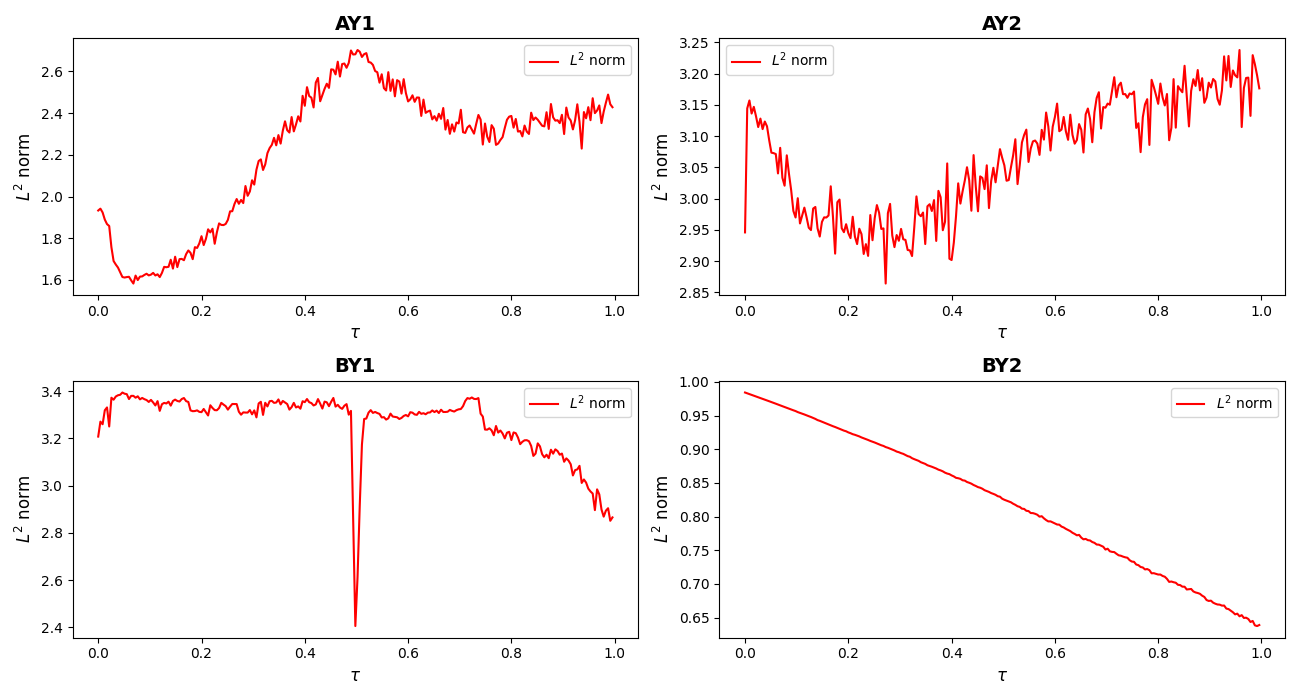 AY1
L² norm
2.6
2.4
2.2
2.0
1.8
1.6
L² norm
0.0 0.2 0.4 0.6 0.8 1.0
τ
AY2
L² norm
3.25
3.20
3.15
3.10
3.05
3.00
2.95
2.90
2.85
L² norm
0.0 0.2 0.4 0.6 0.8 1.0
τ
BY1
L² norm
3.4
3.2
3.0
2.8
2.6
2.4
L² norm
0.0 0.2 0.4 0.6 0.8 1.0
τ
BY2
L² norm
1.00
0.95
0.90
0.85
0.80
0.75
0.70
0.65
L² norm
0.0 0.2 0.4 0.6 0.8 1.0
τ